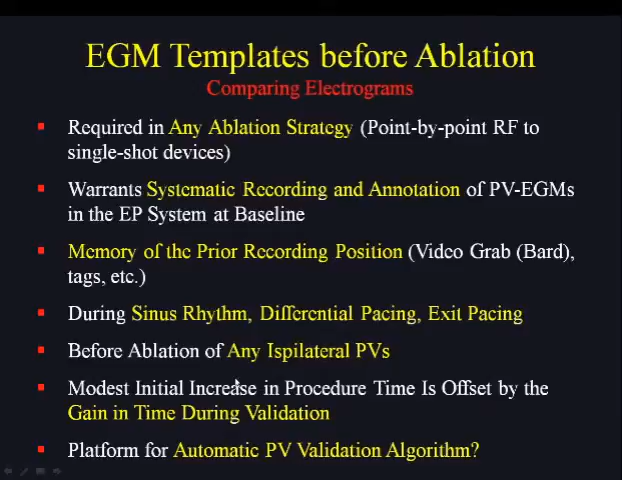 EGM Templates before Ablation
Comparing Electrograms
Required in Any Ablation Strategy (Point-by-point RF to
single-shot devices)
Warrants Systematic Recording and Annotation of PV-EGMs
in the EP System at Baseline
Memory of the Prior Recording Position (Video Grab (Bard),
tags, etc.)
During Sinus Rhythm, Differential Pacing, Exit Pacing
Before Ablation of Any Ispilateral PVs
Modest Initial Increase in Procedure Time Is Offset by the
Gain in Time During Validation
Platform for Automatic PV Validation Algorithm?